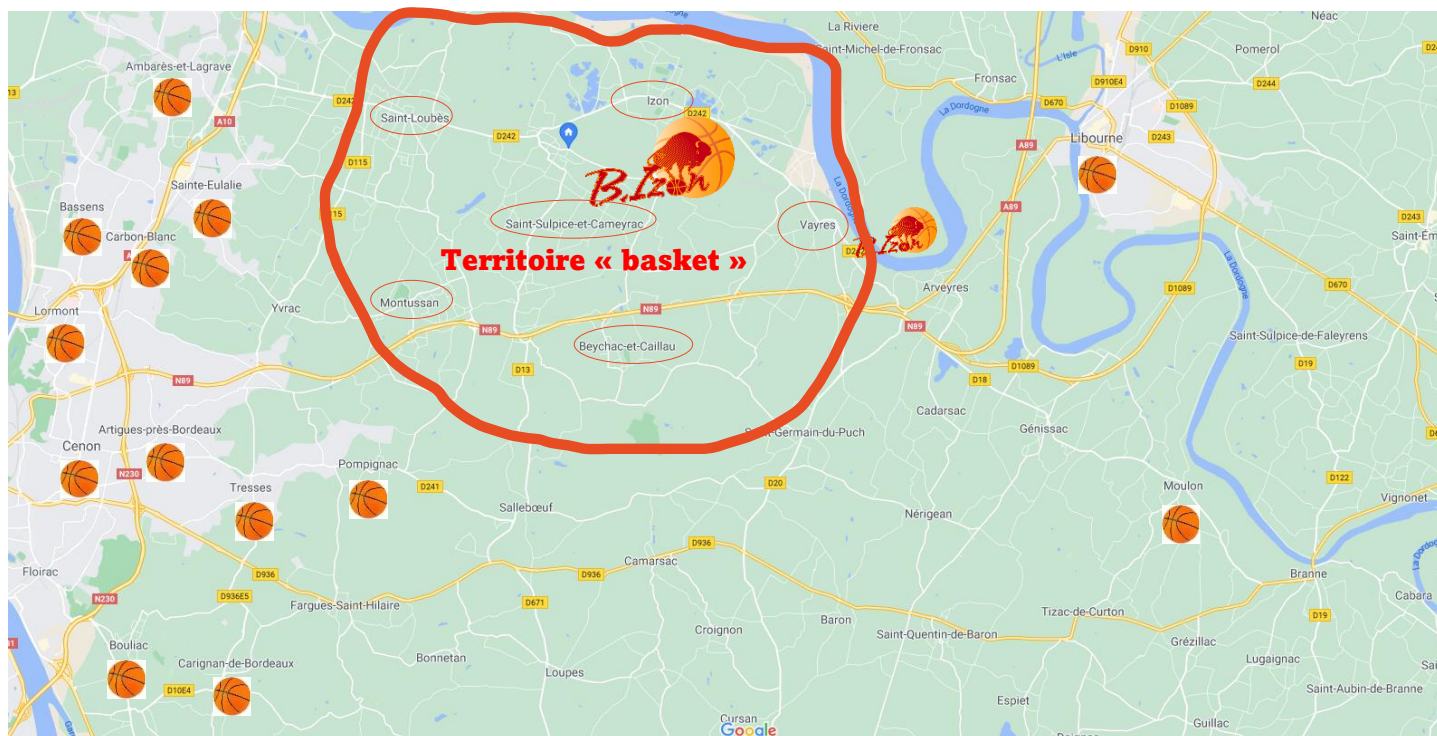 Néac
La Riviere
Saint-Michel-de-Fronsac
D910
Pomerol
Ambarès-et-Lagrave
L'Isle
Fronsac
D910E4
D244
D242
Izon
D670
D1089
Saint-Loubès
D242
La Dordogne
A10
D242
Libourne
D243
D115
A89
B.Izon
Sainte-Eulalie
La Dordogne
Bassens
A89
Saint-Sulpice-et-Cameyrac
Vayres
D243
Carbon-Blanc
B.Izon
Territoire « basket »
La Dordogne
D670
Arveyres
D1089
Montussan
Yvrac
Lormont
N89
N89
N89
Saint-Sulpice-de-Faleyrens
Beychac-et-Caillau
D19
D13
D1089
N89
D18
Cadarsac
Génissac
Artigues-près-Bordeaux
Saint-Germain-du-Puch
Cenon
Pompignac
N230
D122
D20
Tresses
D241
Moulon
Vignonet
Sallebœuf
Nérigean
D936
Camarsac
Floirac
D936
D936
Branne
D936E5
Cabara
N230
D671
Fargues-Saint-Hilaire
Tizac-de-Curton
D19
Baron
Croignon
Saint-Quentin-de-Baron
Grézillac
Bouliac
Bonnetan
Lugaignac
Carignan-de-Bordeaux
Loupes
D10E4
Saint-Aubin-de-Branne
Espiet
Cursan
Guillac
Google